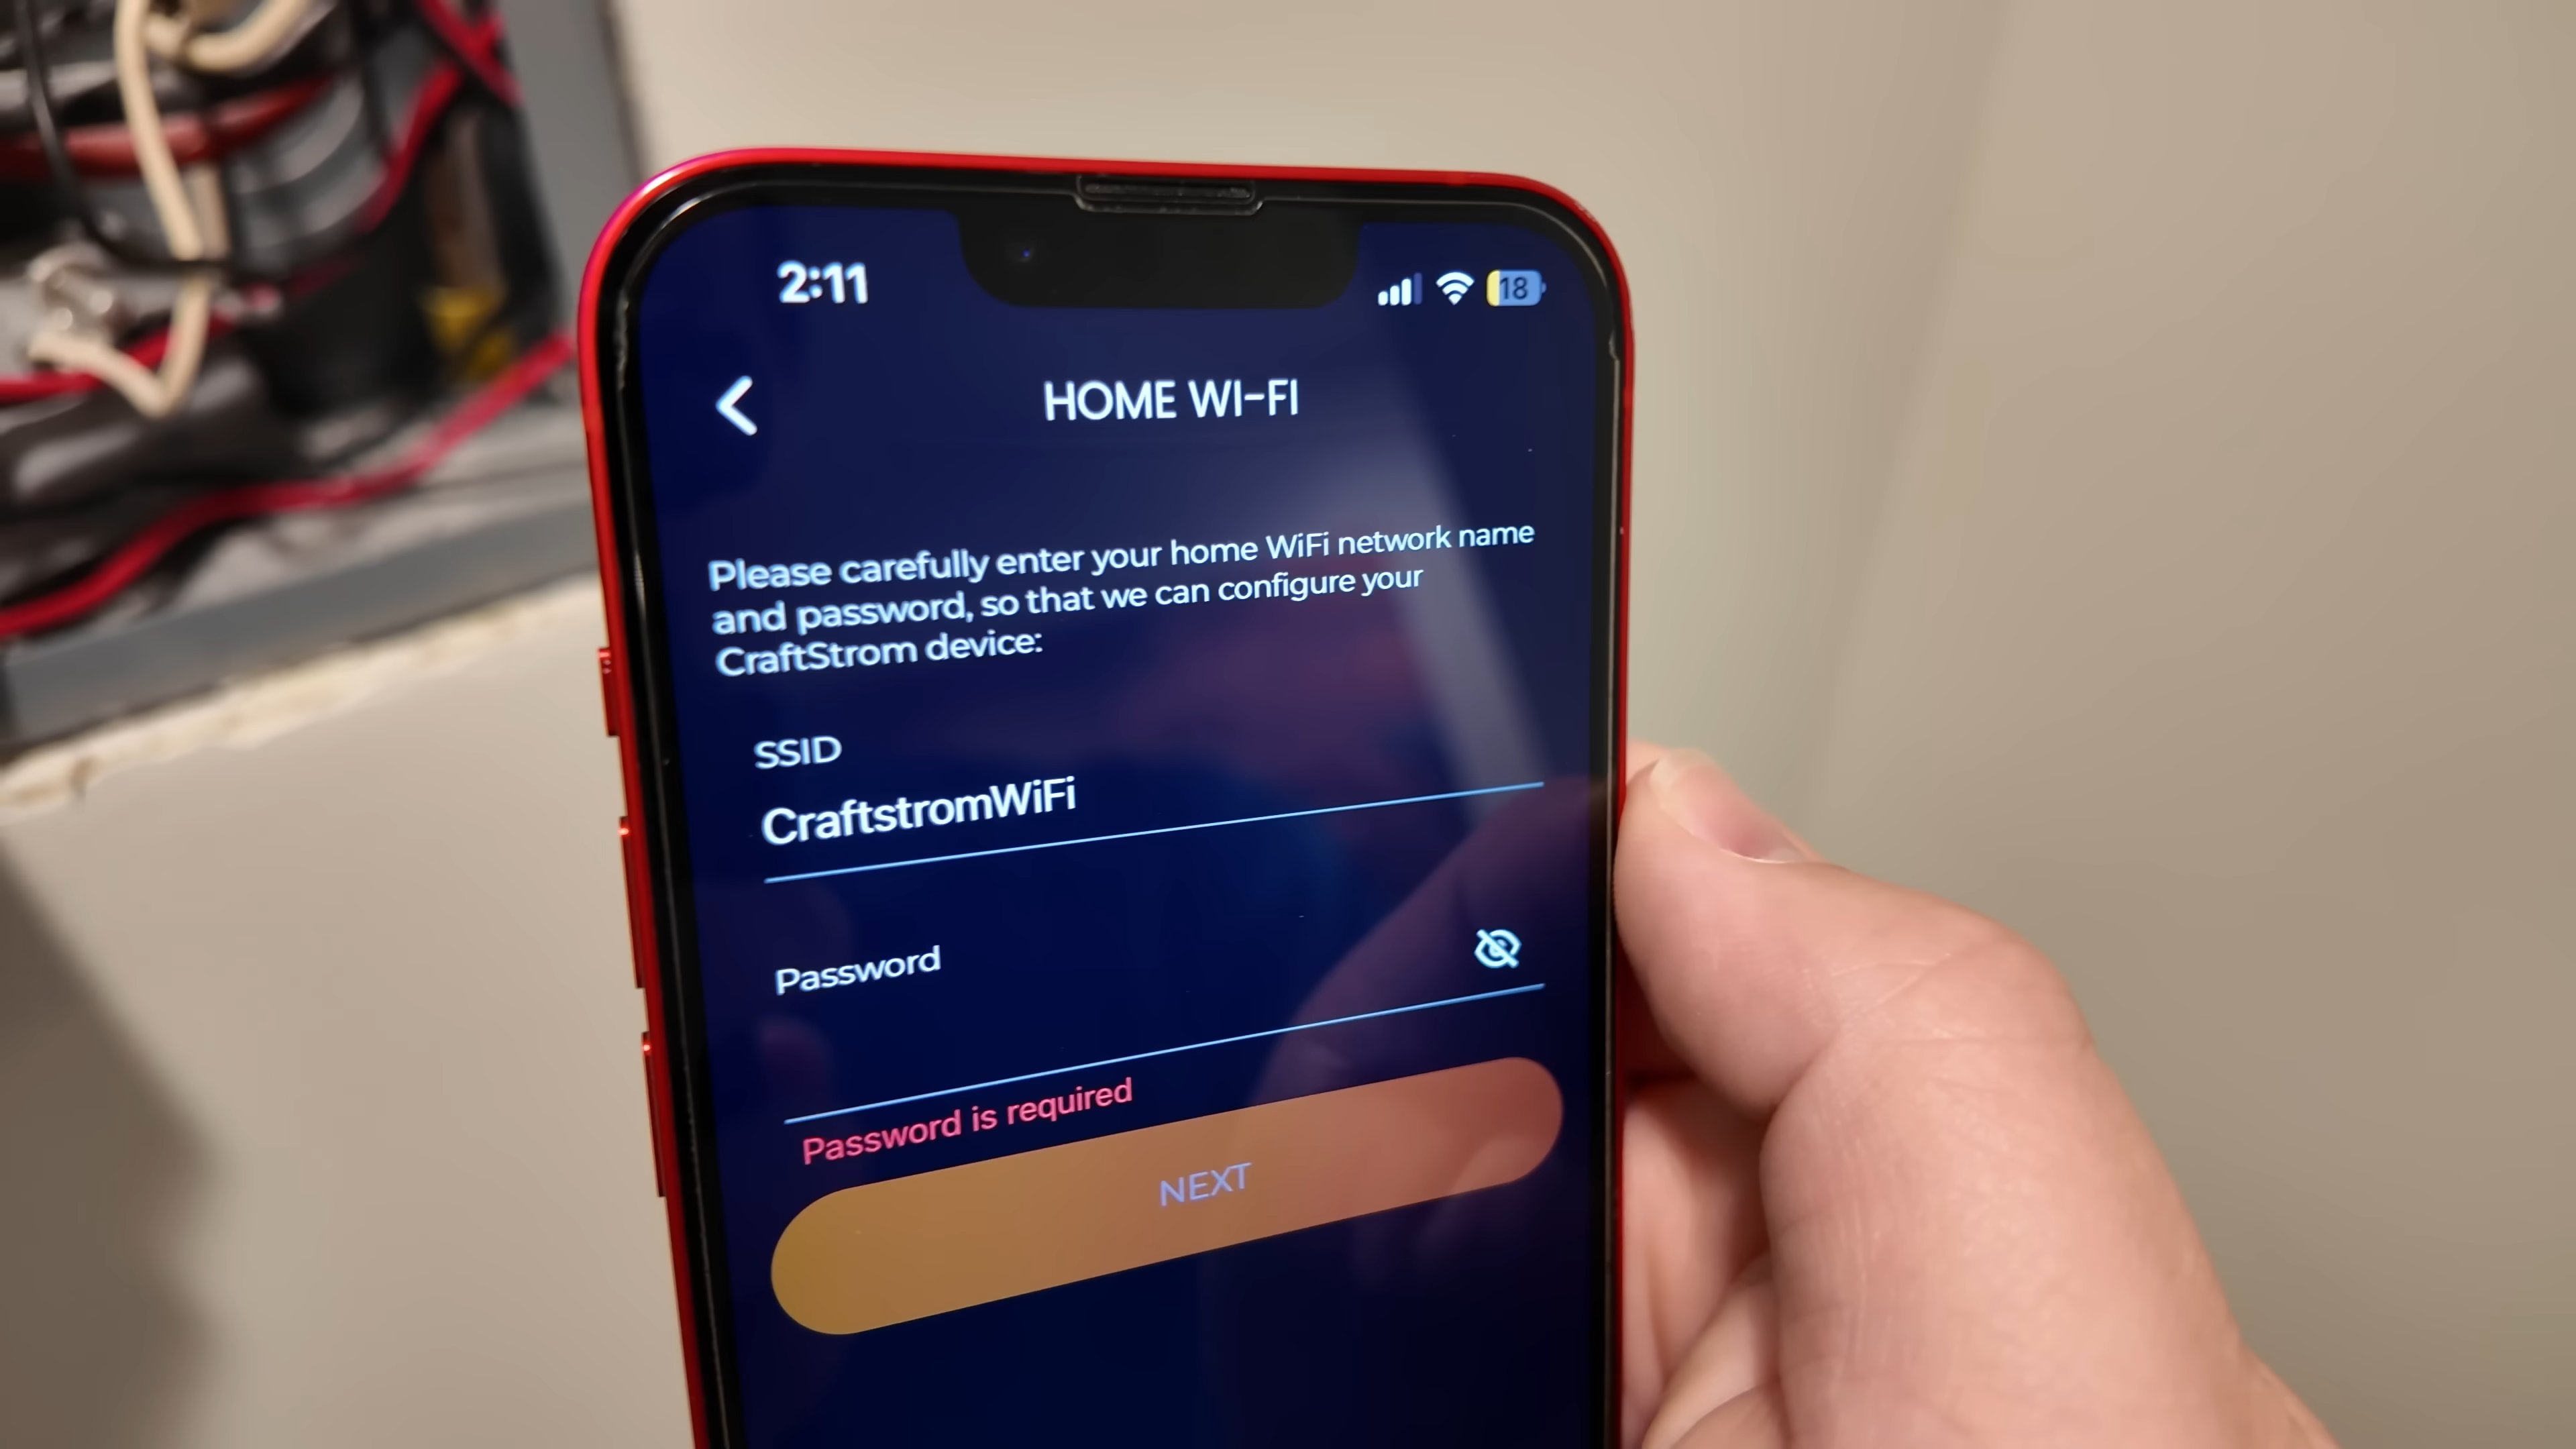 2:11
18
HOME WI-FI
Please carefully enter your home WiFi network name
and password, so that we can configure your
CraftStrom device:
SSID
CraftstromWiFi
Password
Password is required
NEXT